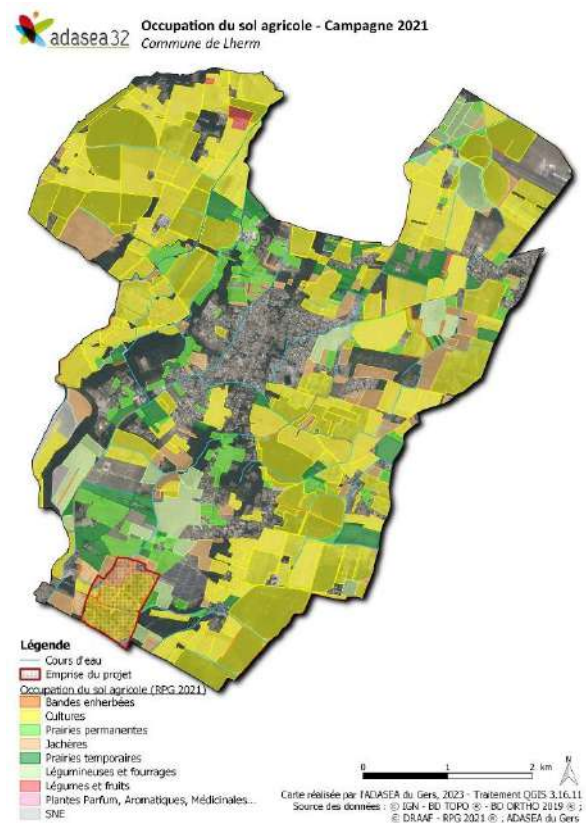 adasea32
Occupation du sol agricole - Campagne 2021
Commune de Lherm
Légende
Cours d'eau
Emprise du projet
Occupation du sol agricole (RPG 2021)
Bandes enherbées
Cultures
Prairies permanentes
Jachères
Prairies temporaires
Légumineuses et fourrages
Légumes et fruits
Plantes Parfum, Aromatiques, Médicinales...
SNE
0 1 2 km
N
Carte réalisée par l'ADASEA du Gers, 2023 - Traitement QGIS 3.16.11
Source des données : © IGN - BD TOPO ® - BD ORTHO 2019 ® ;
© DRAAF - RPG 2021 ® ; ADASEA du Gers